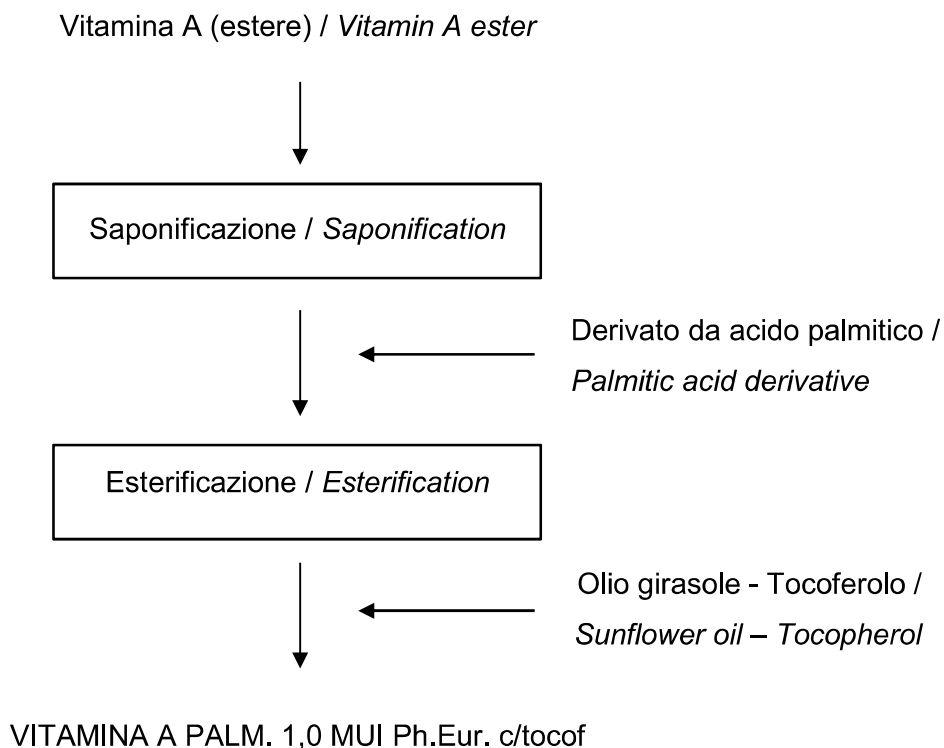 Vitamina A (estere) / Vitamin A ester
Saponificazione / Saponification
Derivato da acido palmitico /
Palmitic acid derivative
Esterificazione / Esterification
Olio girasole - Tocoferolo /
Sunflower oil – Tocopherol
VITAMINA A PALM. 1,0 MUI Ph.Eur. c/tocof